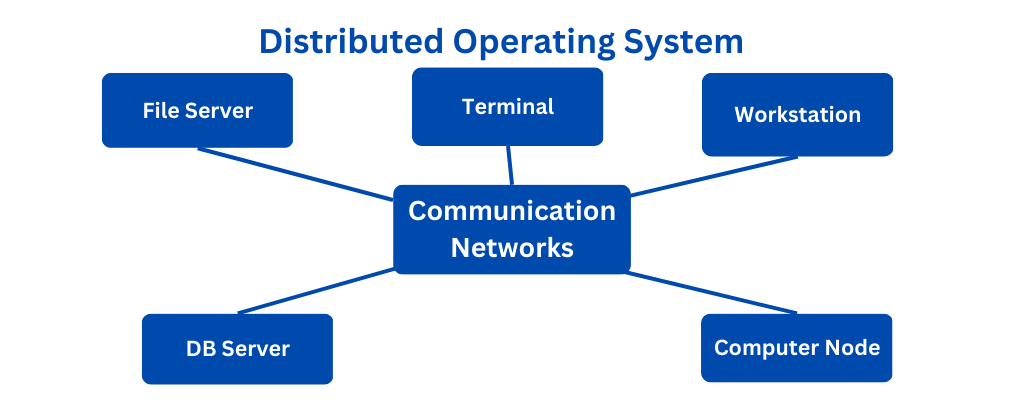 Distributed Operating System
File Server
Terminal
Workstation
Communication
Networks
DB Server
Computer Node